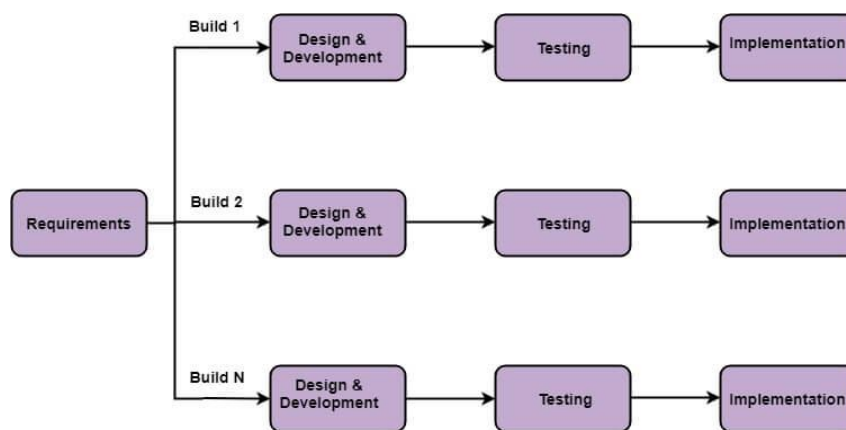 Build 1
Design &
Development
Testing
Implementation
Requirements
Build 2
Design &
Development
Testing
Implementation
Build N
Design &
Development
Testing
Implementation